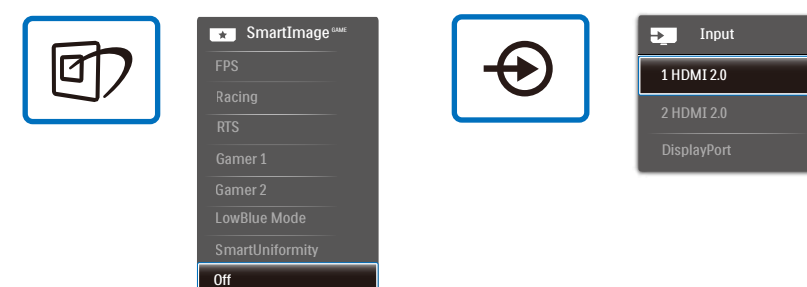 SmartImage GAME
FPS
Racing
RTS
Gamer 1
Gamer 2
LowBlue Mode
SmartUniformity
Off
Input
1 HDMI 2.0
2 HDMI 2.0
DisplayPort